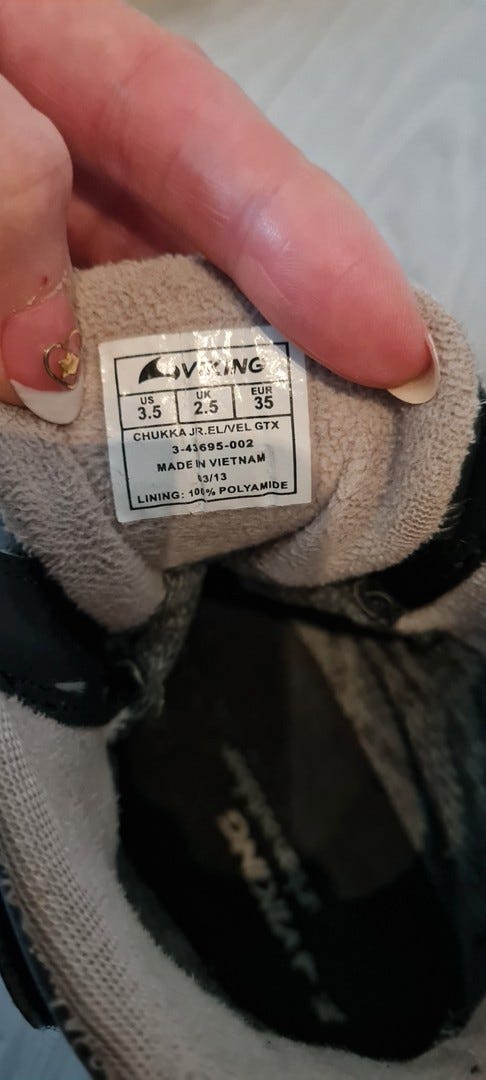 VIKING
US UK EUR
3.5 2.5 35
CHUKKA JR.EL/VEL GTX
3-43695-002
MADE IN VIETNAM
03/13
LINING: 100% POLYAMIDE
VIKING